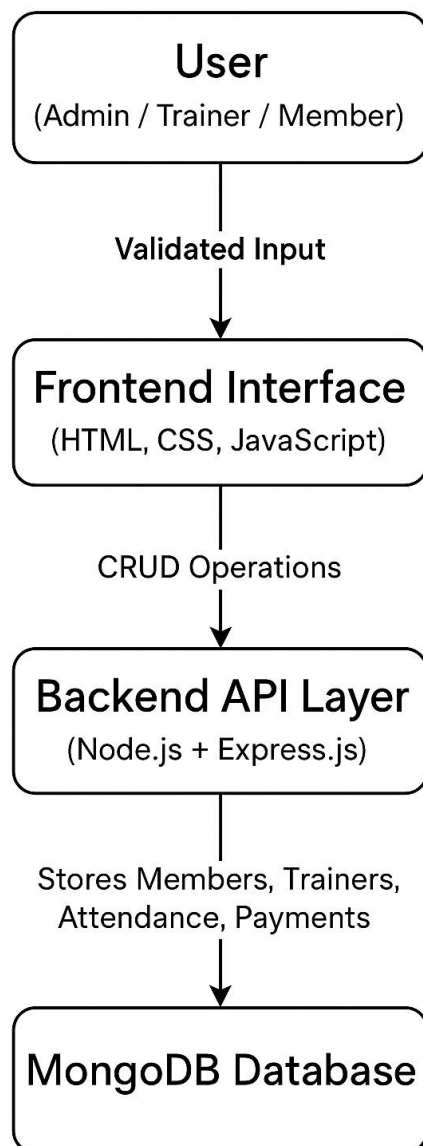 User
(Admin / Trainer / Member)
Validated Input
Frontend Interface
(HTML, CSS, JavaScript)
CRUD Operations
Backend API Layer
(Node.js + Express.js)
Stores Members, Trainers,
Attendance, Payments
MongoDB Database